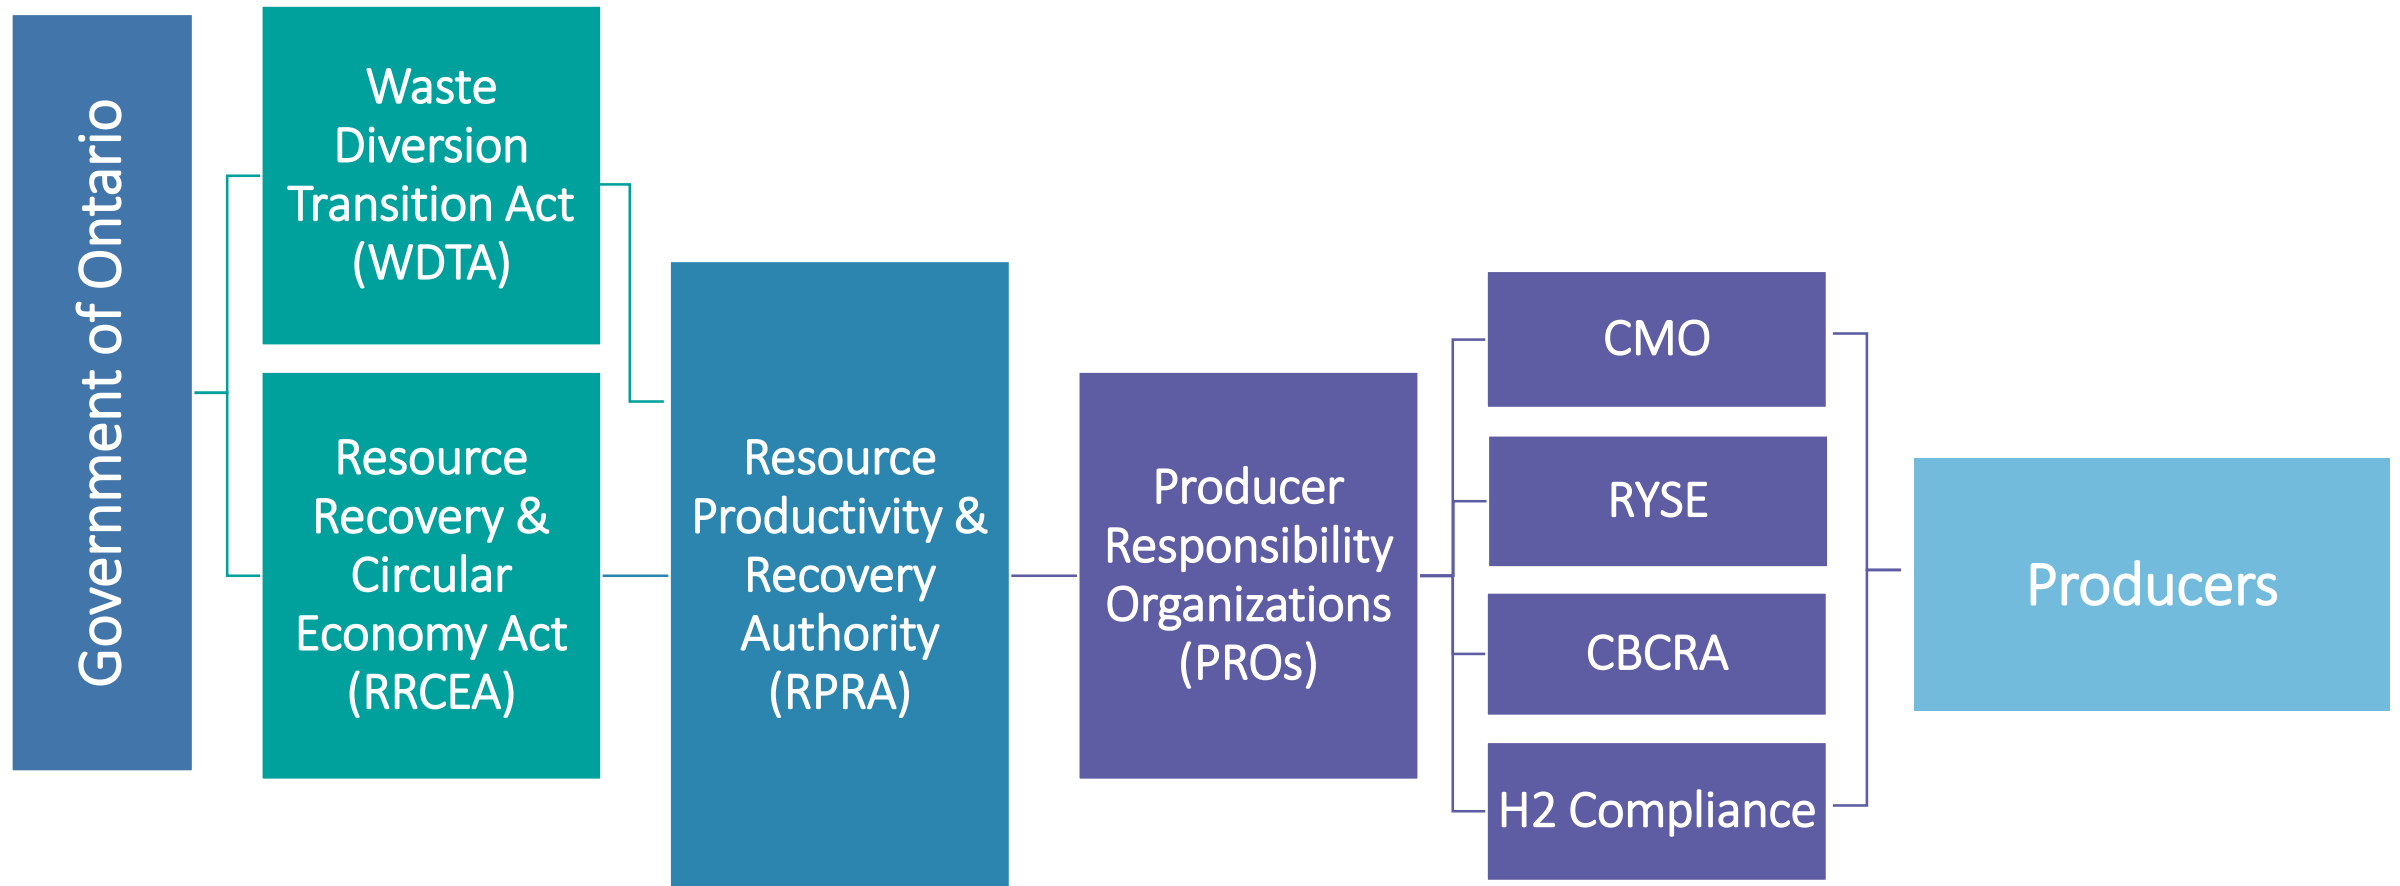 Government of Ontario
Waste
Diversion
Transition Act
(WDTA)
Resource
Recovery &
Circular
Economy Act
(RRCEA)
Resource
Productivity &
Recovery
Authority
(RPRA)
Producer
Responsibility
Organizations
(PROs)
CMO
RYSE
CBCRA
H2 Compliance
Producers